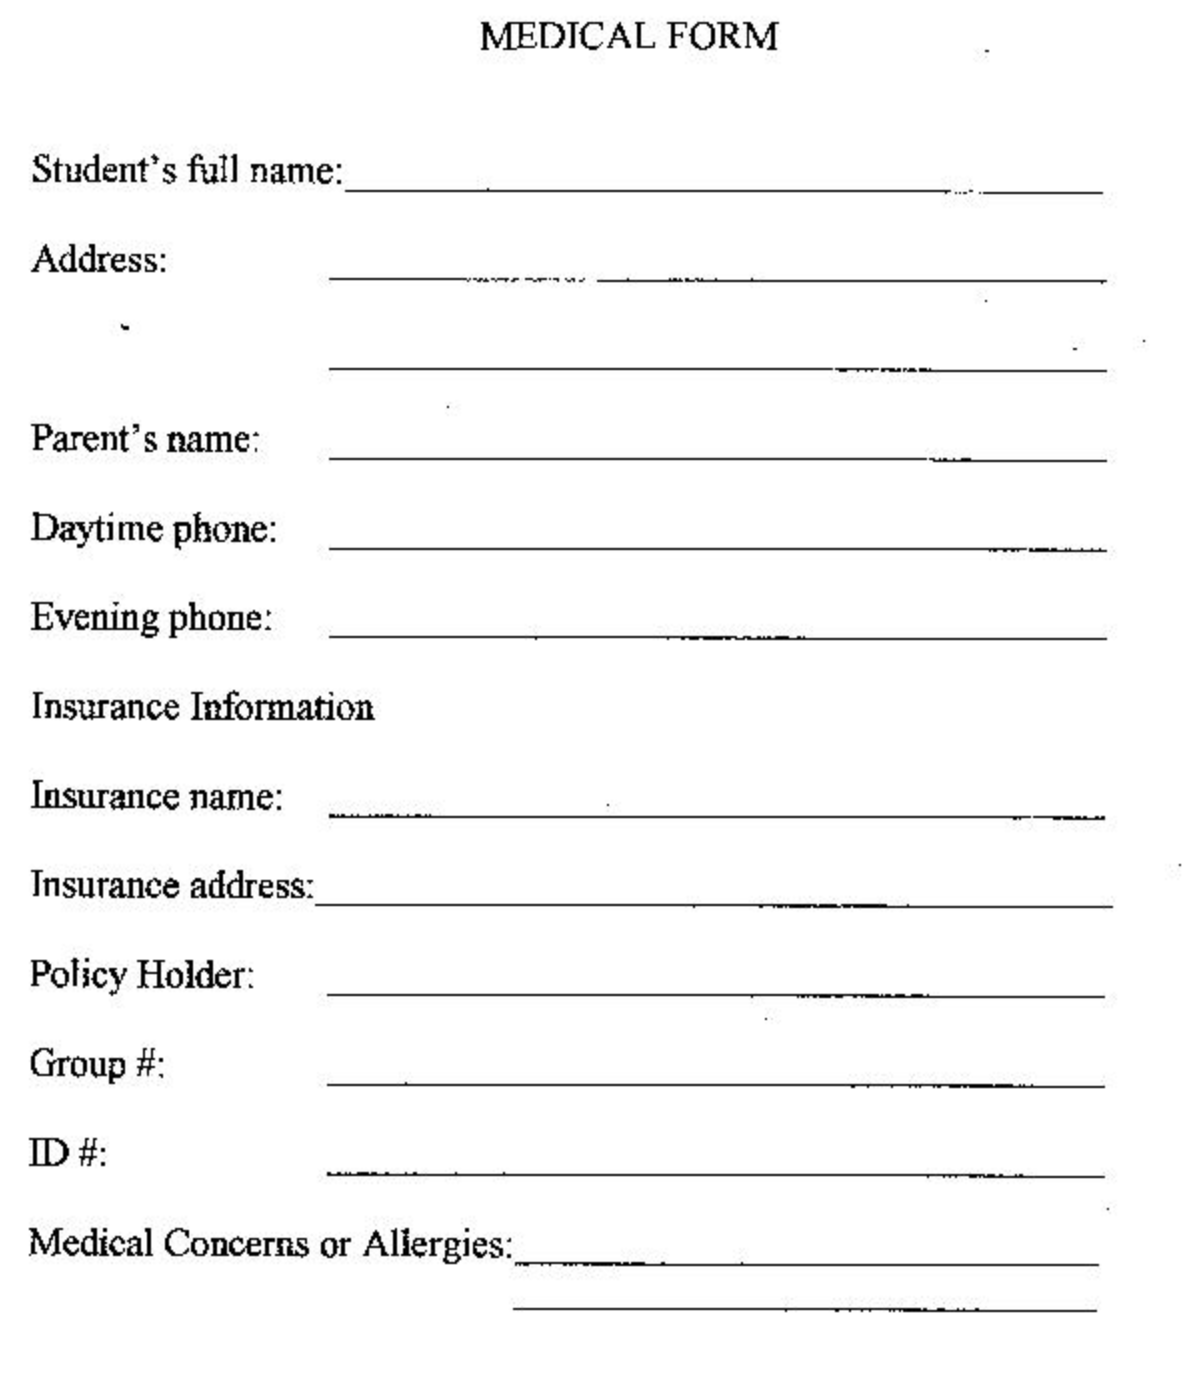 MEDICAL FORM
Student's full name:
Address:
Parent's name:
Daytime phone:
Evening phone:
Insurance Information
Insurance name:
Insurance address:
Policy Holder:
Group #:
ID #:
Medical Concerns or Allergies: